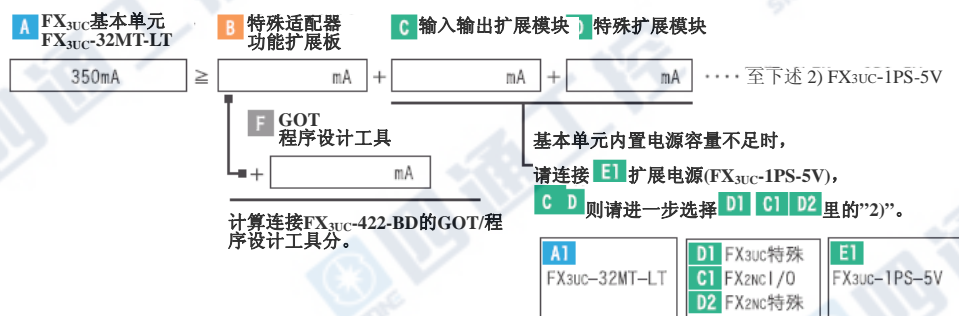 A FX3UC基本单元
FX3UC-32MT-LT
B 特殊适配器
功能扩展板
C 输入输出扩展模块
特殊扩展模块
350mA ≧ mA + mA + mA ···· 至下述 2) FX3UC-1PS-5V
F GOT
程序设计工具
+ mA
计算连接FX3UC-422-BD的GOT/程
序设计工具分。
基本单元内置电源容量不足时，
请连接 E1 扩展电源(FX3UC-1PS-5V)，
C D 则请进一步选择 D1 C1 D2 里的”2)”。
A1
FX3UC-32MT-LT
D1 FX3UC特殊
C1 FX2NCI/O
D2 FX2NC特殊
E1
FX3UC-1PS-5V